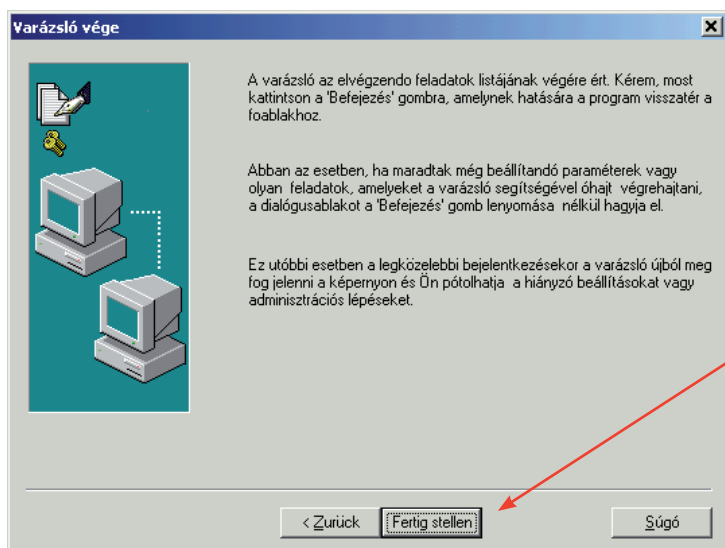 Varázsló vége
A varázsló az elvégzendo feladatok listájának végére ért. Kérem, most
kattintson a 'Befejezés' gombra, amelynek hatására a program visszatér a
foablakhoz.
Abban az esetben, ha maradtak még beállítandó paraméterek vagy
olyan feladatok, amelyeket a varázsló segítségével óhajt végrehajtani,
a dialógusablakot a 'Befejezés' gomb lenyomása nélkül hagyja el.
Ez utóbbi esetben a legközelebbi bejelentkezésekor a varázsló újból meg
fog jelenni a képernyon és Ön pótolhatja a hiányzó beállításokat vagy
adminisztrációs lépéseket.
< Zurück Fertig stellen Súgó